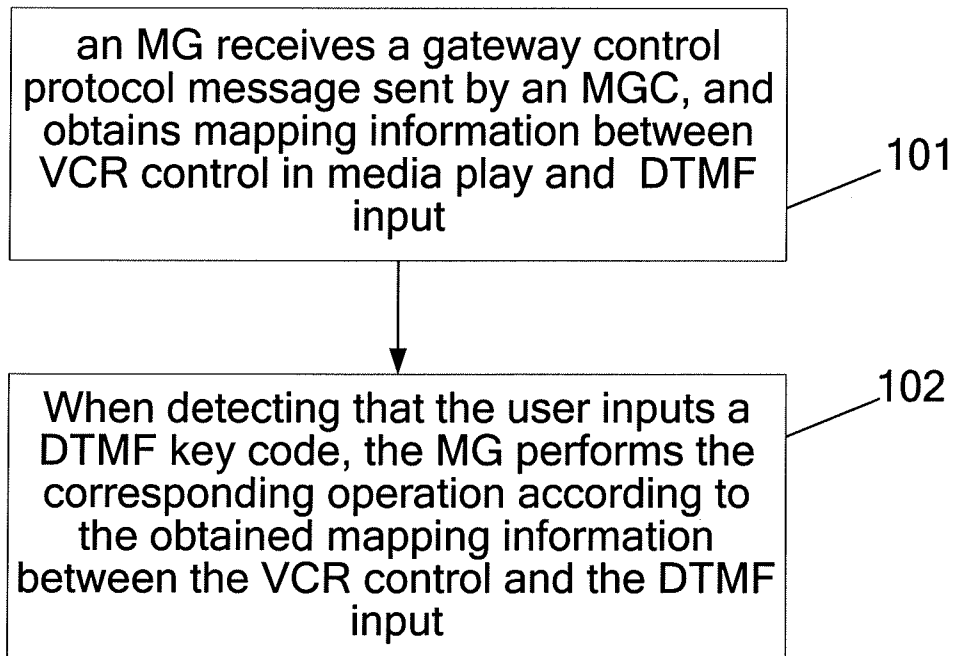 an MG receives a gateway control
protocol message sent by an MGC, and
obtains mapping information between
VCR control in media play and DTMF
input
101
When detecting that the user inputs a
DTMF key code, the MG performs the
corresponding operation according to
the obtained mapping information
between the VCR control and the DTMF
input
102